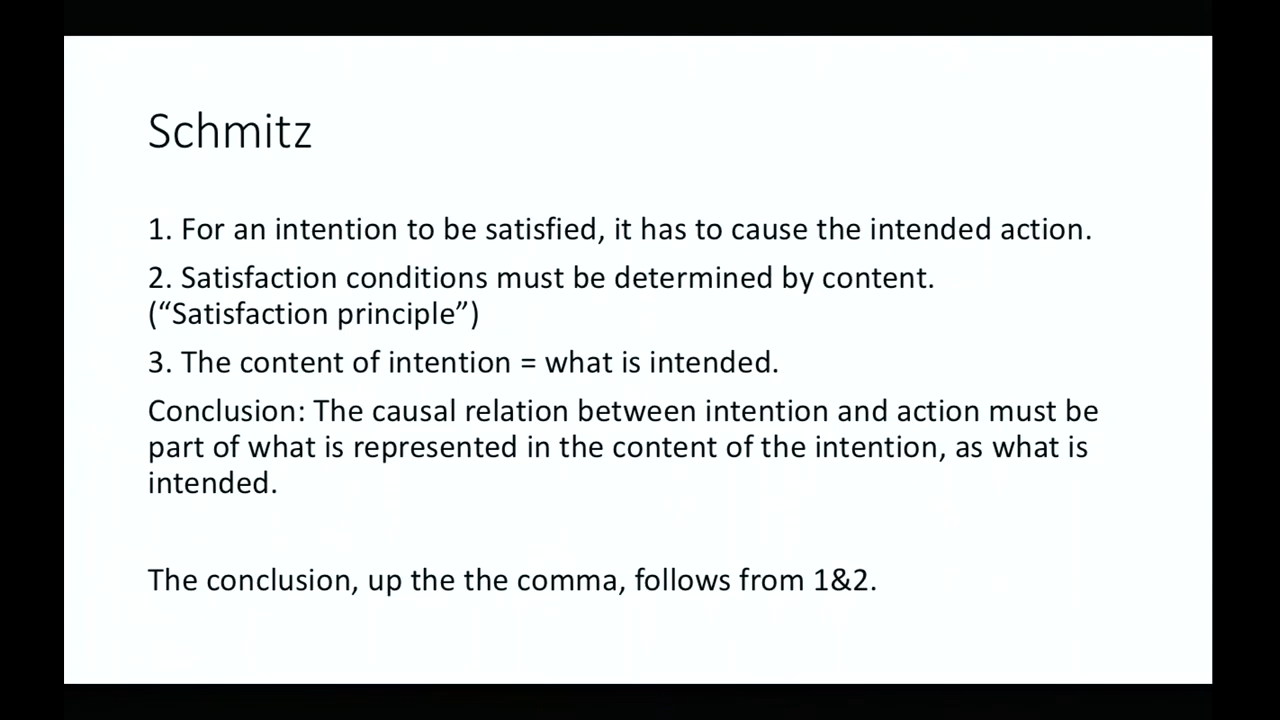 Schmitz
1. For an intention to be satisfied, it has to cause the intended action.
2. Satisfaction conditions must be determined by content.
(“Satisfaction principle”)
3. The content of intention = what is intended.
Conclusion: The causal relation between intention and action must be
part of what is represented in the content of the intention, as what is
intended.
The conclusion, up the the comma, follows from 1&2.